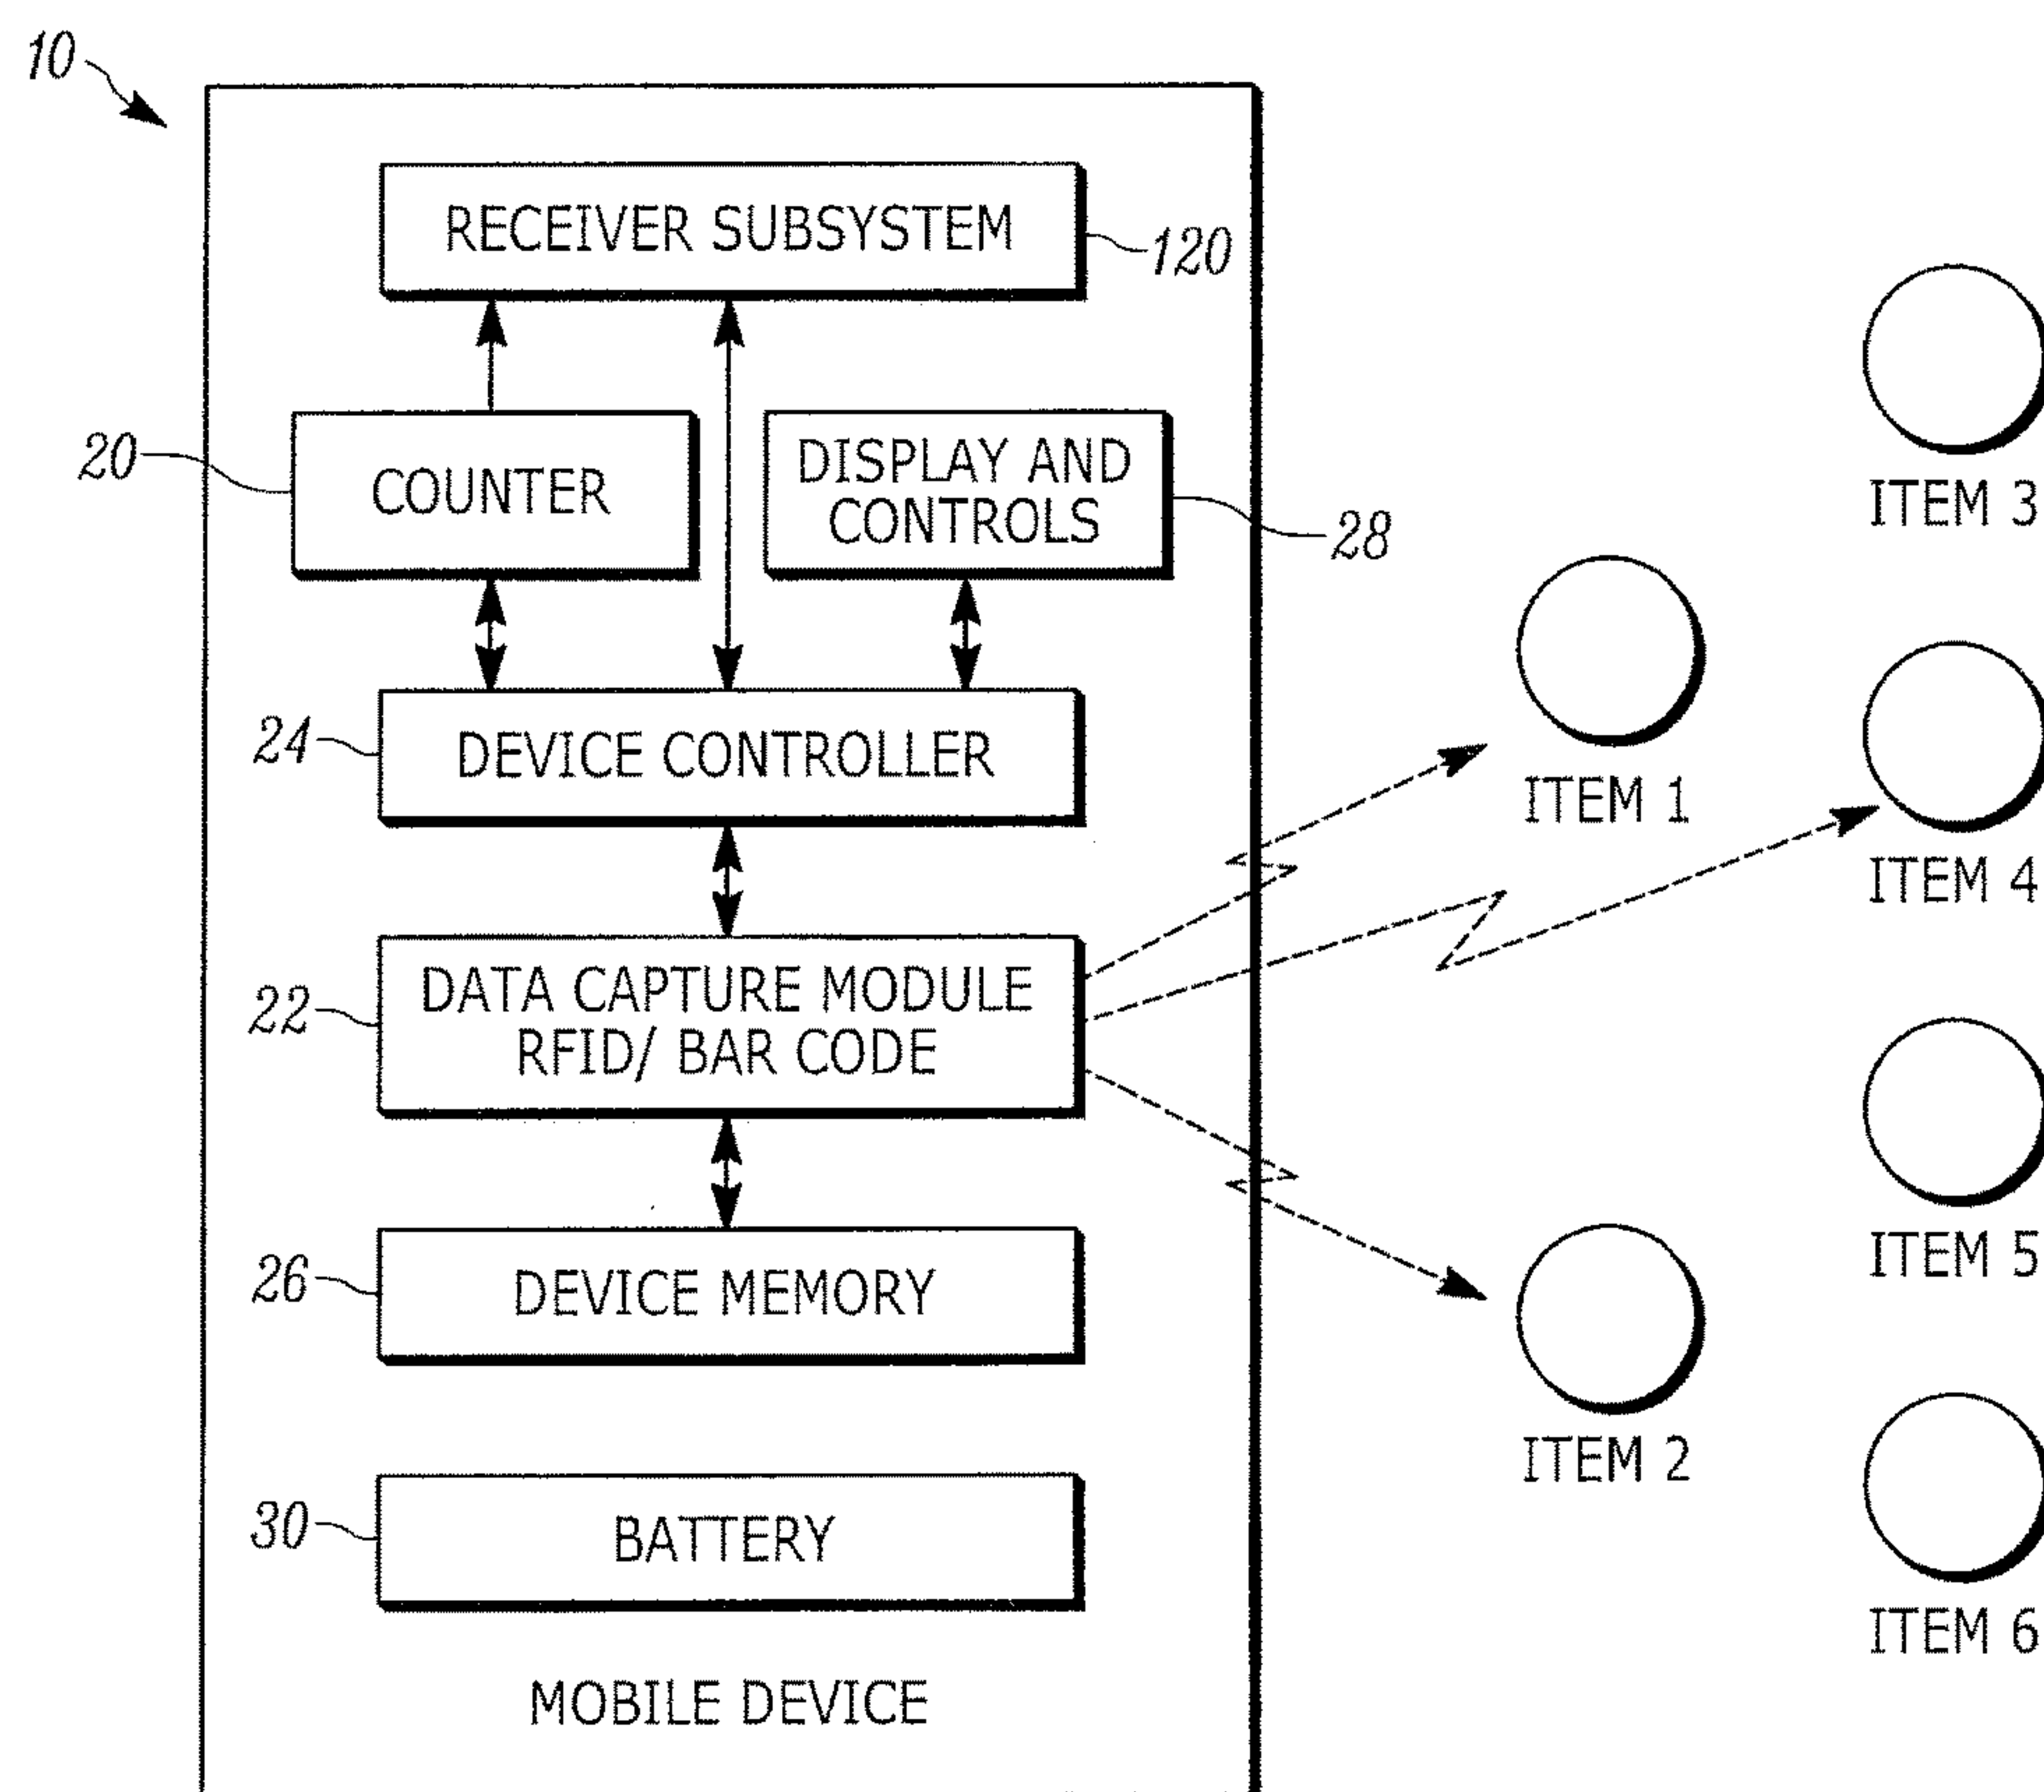 10
RECEIVER SUBSYSTEM
120
20
COUNTER
DISPLAY AND
CONTROLS
28
24
DEVICE CONTROLLER
22
DATA CAPTURE MODULE
RFID/ BAR CODE
26
DEVICE MEMORY
30
BATTERY
MOBILE DEVICE
ITEM 3
ITEM 1
ITEM 4
ITEM 5
ITEM 2
ITEM 6